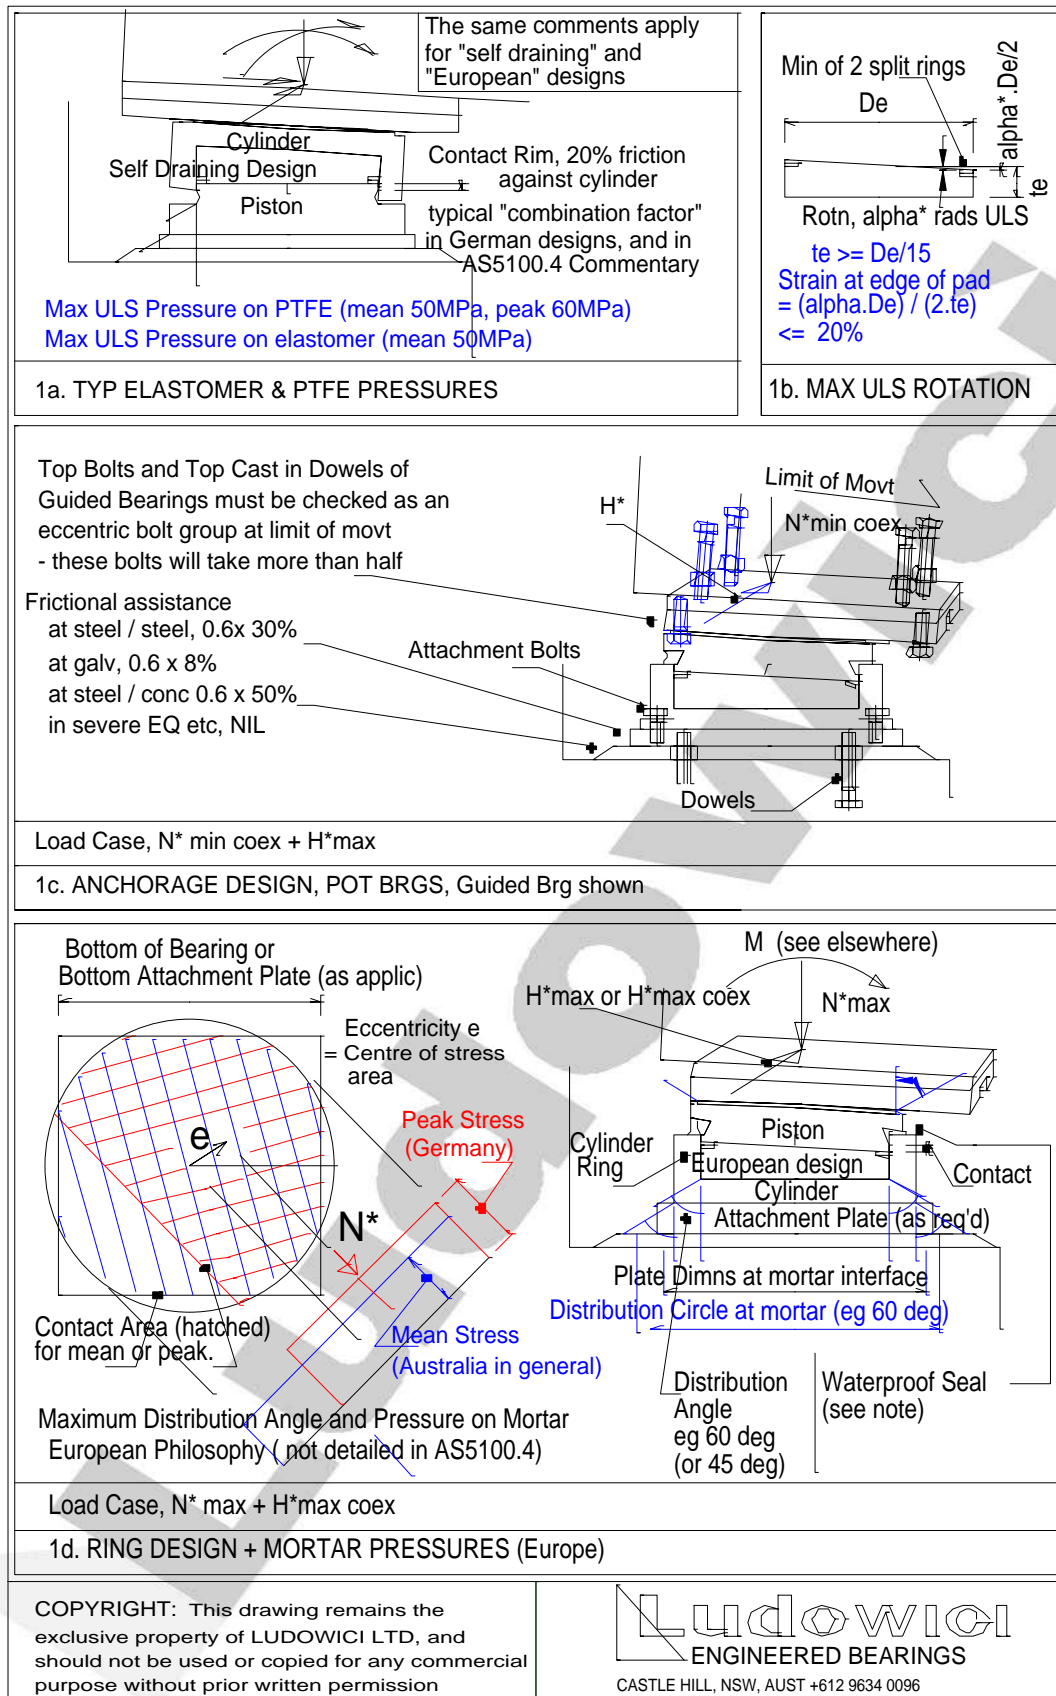 The same comments apply
for "self draining" and
"European" designs
Cylinder
Self Draining Design
Piston
Contact Rim, 20% friction
against cylinder
typical "combination factor"
in German designs, and in
AS5100.4 Commentary
Max ULS Pressure on PTFE (mean 50MPa, peak 60MPa)
Max ULS Pressure on elastomer (mean 50MPa)
1a. TYP ELASTOMER & PTFE PRESSURES
Min of 2 split rings
De
alpha*.De/2
te
Rotn, alpha* rads ULS
te >= De/15
Strain at edge of pad
= (alpha.De) / (2.te)
<= 20%
1b. MAX ULS ROTATION
Top Bolts and Top Cast in Dowels of
Guided Bearings must be checked as an
eccentric bolt group at limit of movt
- these bolts will take more than half
Frictional assistance
at steel / steel, 0.6x 30%
at galv, 0.6 x 8%
at steel / conc 0.6 x 50%
in severe EQ etc, NIL
H*
Limit of Movt
N*min coex
Attachment Bolts
Dowels
Load Case, N* min coex + H*max
1c. ANCHORAGE DESIGN, POT BRGS, Guided Brg shown
Bottom of Bearing or
Bottom Attachment Plate (as applic)
Eccentricity e
= Centre of stress
area
e
Peak Stress
(Germany)
N*
Mean Stress
(Australia in general)
Contact Area (hatched)
for mean or peak.
Maximum Distribution Angle and Pressure on Mortar
European Philosophy ( not detailed in AS5100.4)
M (see elsewhere)
H*max or H*max coex
N*max
Cylinder
Ring
Piston
European design
Cylinder
Contact
Attachment Plate (as req'd)
Plate Dimns at mortar interface
Distribution Circle at mortar (eg 60 deg)
Distribution
Angle
eg 60 deg
(or 45 deg)
Waterproof Seal
(see note)
Load Case, N* max + H*max coex
1d. RING DESIGN + MORTAR PRESSURES (Europe)
COPYRIGHT: This drawing remains the
exclusive property of LUDOWICI LTD, and
should not be used or copied for any commercial
purpose without prior written permission
Ludowici
ENGINEERED BEARINGS
CASTLE HILL, NSW, AUST +612 9634 0096
Ludowici